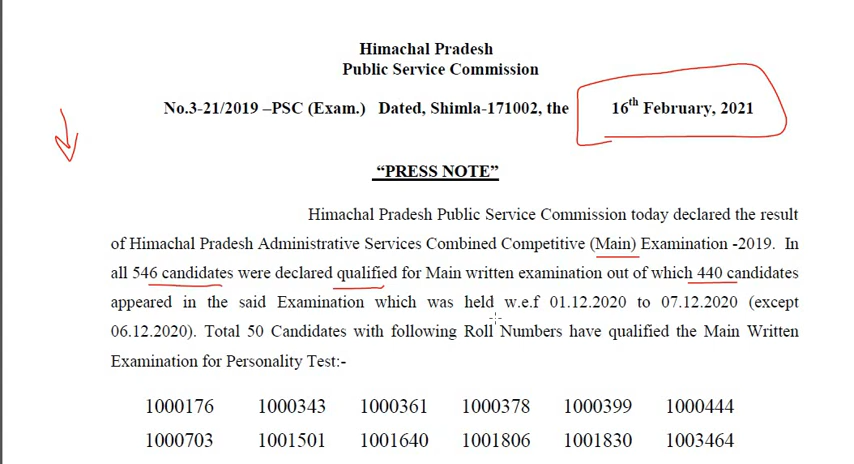 Himachal Pradesh
Public Service Commission
No.3-21/2019 –PSC (Exam.) Dated, Shimla-171002, the 16th February, 2021
“PRESS NOTE”
Himachal Pradesh Public Service Commission today declared the result
of Himachal Pradesh Administrative Services Combined Competitive (Main) Examination -2019. In
all 546 candidates were declared qualified for Main written examination out of which 440 candidates
appeared in the said Examination which was held w.e.f 01.12.2020 to 07.12.2020 (except
06.12.2020). Total 50 Candidates with following Roll Numbers have qualified the Main Written
Examination for Personality Test:-
1000176 1000343 1000361 1000378 1000399 1000444
1000703 1001501 1001640 1001806 1001830 1003464